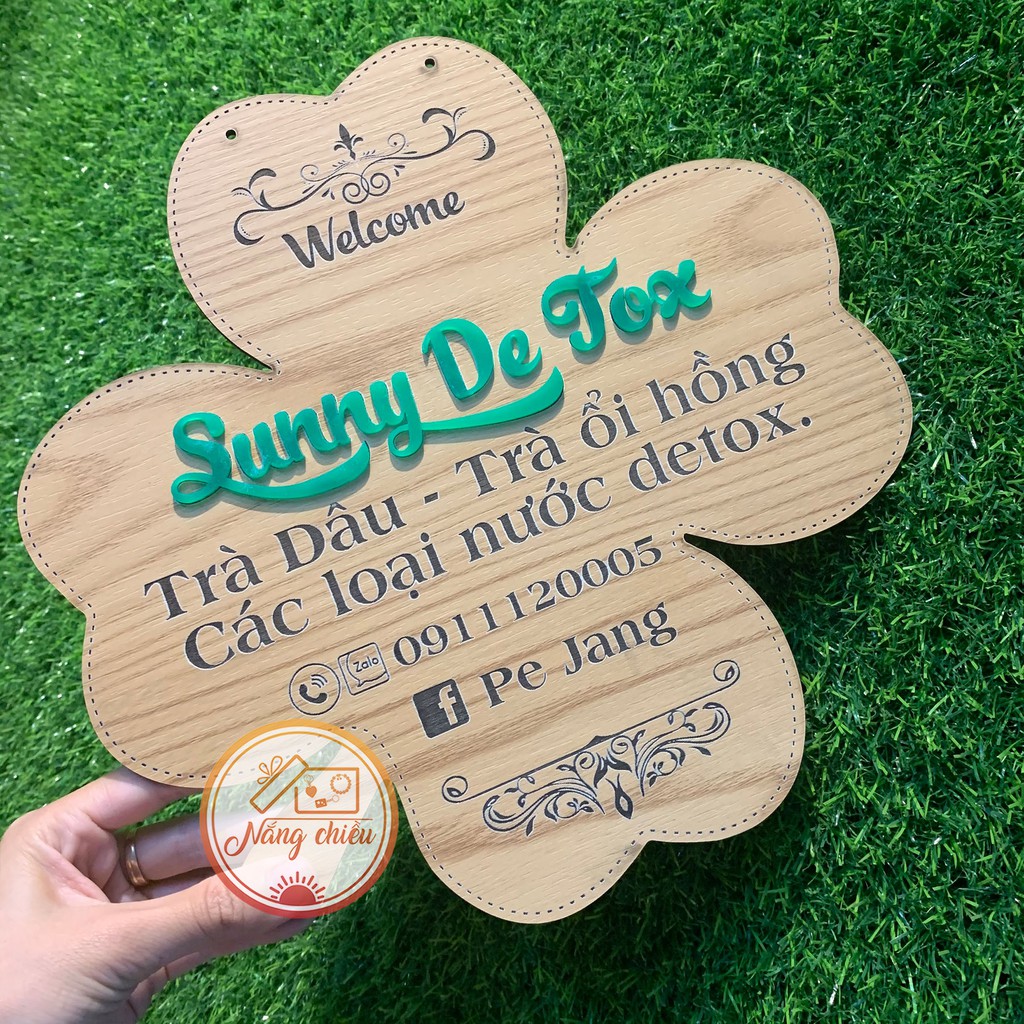 Welcome
Sunny De Tox
Trà Dâu - Trà ổi hồng
Các loại nước detox.
Zalo 0911120005
f Pe Jang
Nắng chiều